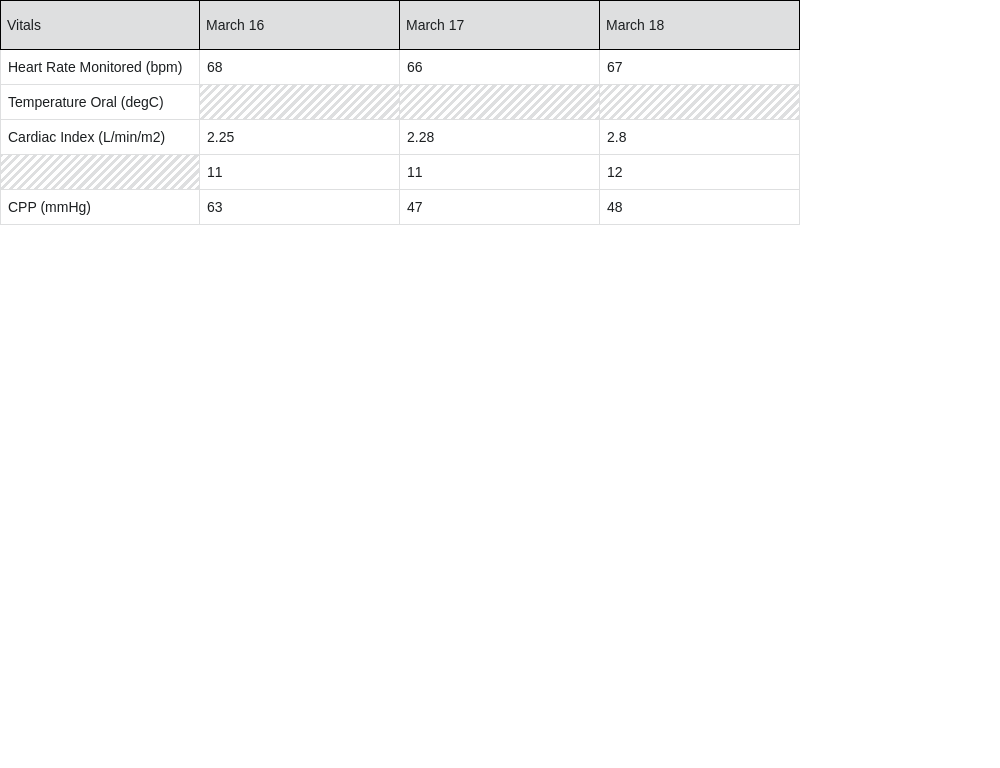 Vitals March 16 March 17 March 18
Heart Rate Monitored (bpm) 68 66 67
Temperature Oral (degC)
Cardiac Index (L/min/m2) 2.25 2.28 2.8
11 11 12
CPP (mmHg) 63 47 48